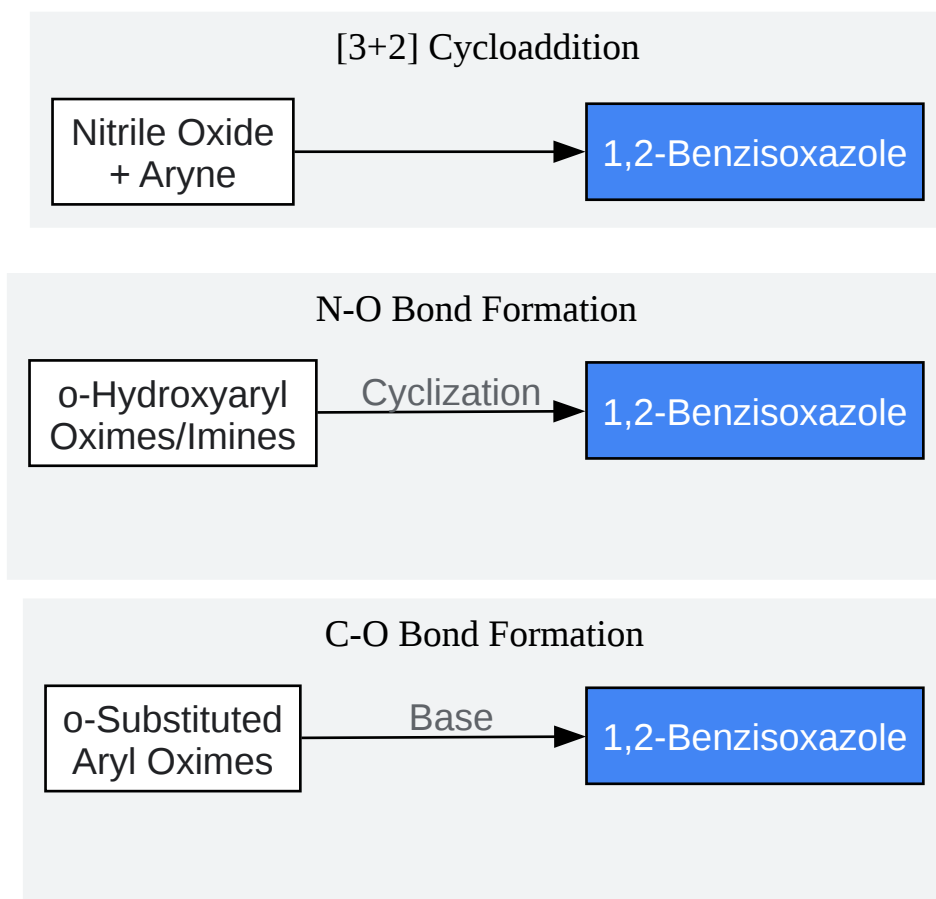 [3+2] Cycloaddition
Nitrile Oxide
+ Aryne
1,2-Benzisoxazole
N-O Bond Formation
o-Hydroxyaryl
Oximes/Imines
Cyclization
1,2-Benzisoxazole
C-O Bond Formation
o-Substituted
Aryl Oximes
Base
1,2-Benzisoxazole